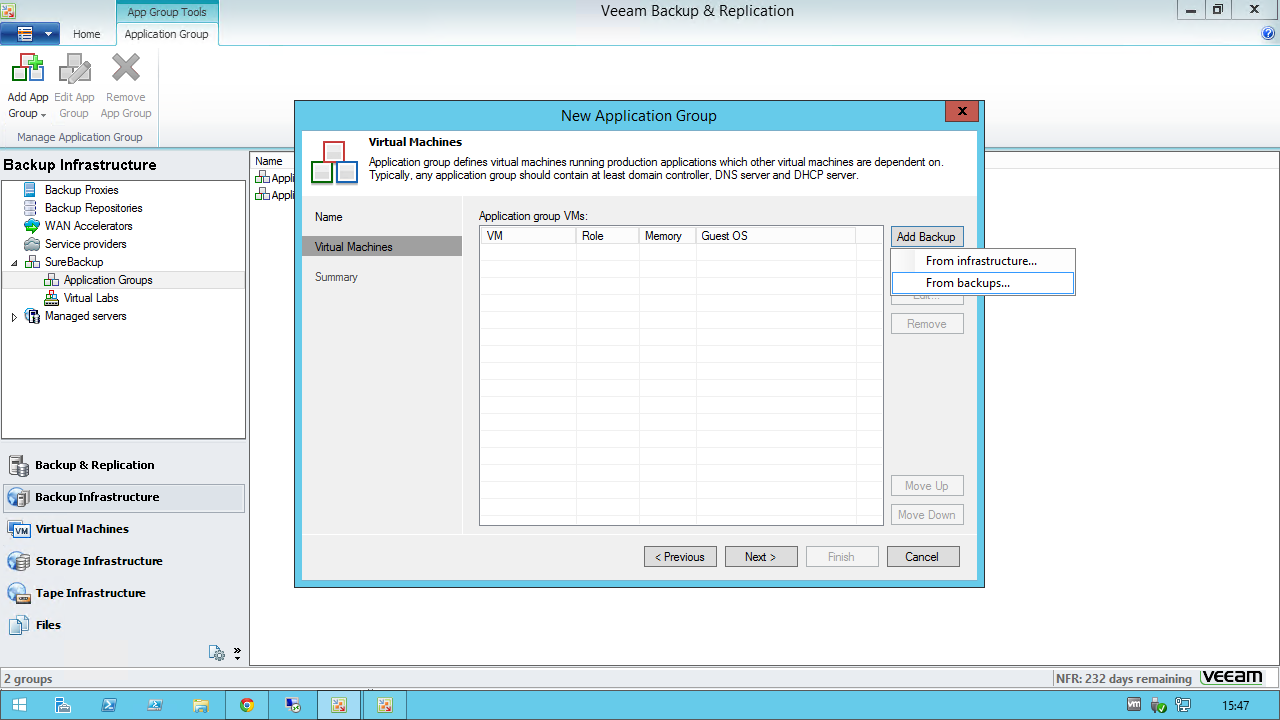 App Group Tools
Veeam Backup & Replication
Home
Application Group
Add App Group
Edit App Group
Remove App Group
Manage Application Group
Backup Infrastructure
Backup Proxies
Backup Repositories
WAN Accelerators
Service providers
SureBackup
Application Groups
Virtual Labs
Managed servers
Backup & Replication
Backup Infrastructure
Virtual Machines
Storage Infrastructure
Tape Infrastructure
Files
Name
Appli
Appli
New Application Group
x
Virtual Machines
Application group defines virtual machines running production applications which other virtual machines are dependent on.
Typically, any application group should contain at least domain controller, DNS server and DHCP server.
Name
Virtual Machines
Summary
Application group VMs:
VM Role Memory Guest OS
Add Backup
From infrastructure...
From backups...
Edit...
Remove
Move Up
Move Down
< Previous
Next >
Finish
Cancel
2 groups
NFR: 232 days remaining
veeam
vm
15:47